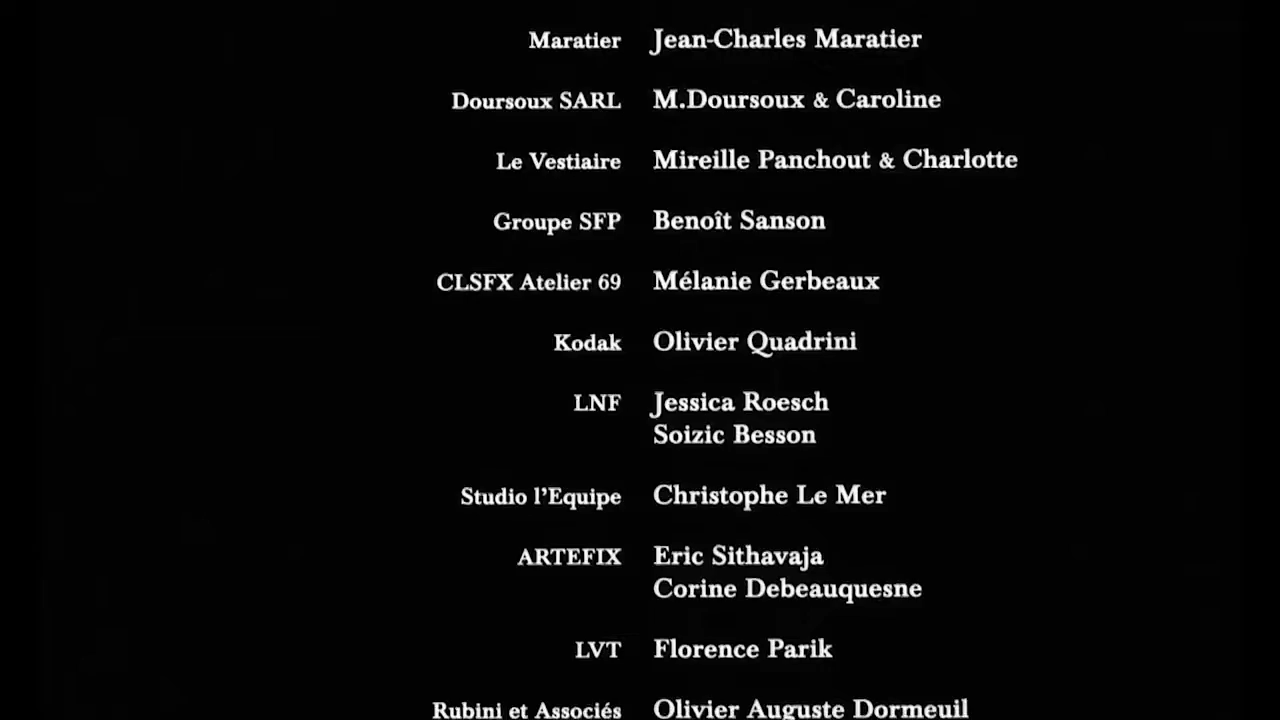 Maratier Jean-Charles Maratier
Doursoux SARL M.Doursoux & Caroline
Le Vestiaire Mireille Panchout & Charlotte
Groupe SFP Benoît Sanson
CLSFX Atelier 69 Mélanie Gerbeaux
Kodak Olivier Quadrini
LNF Jessica Roesch
Soizic Besson
Studio l'Equipe Christophe Le Mer
ARTEFIX Eric Sithavaja
Corine Debeauquesne
LVT Florence Parik
Rubini et Associés Olivier Auguste Dormeuil